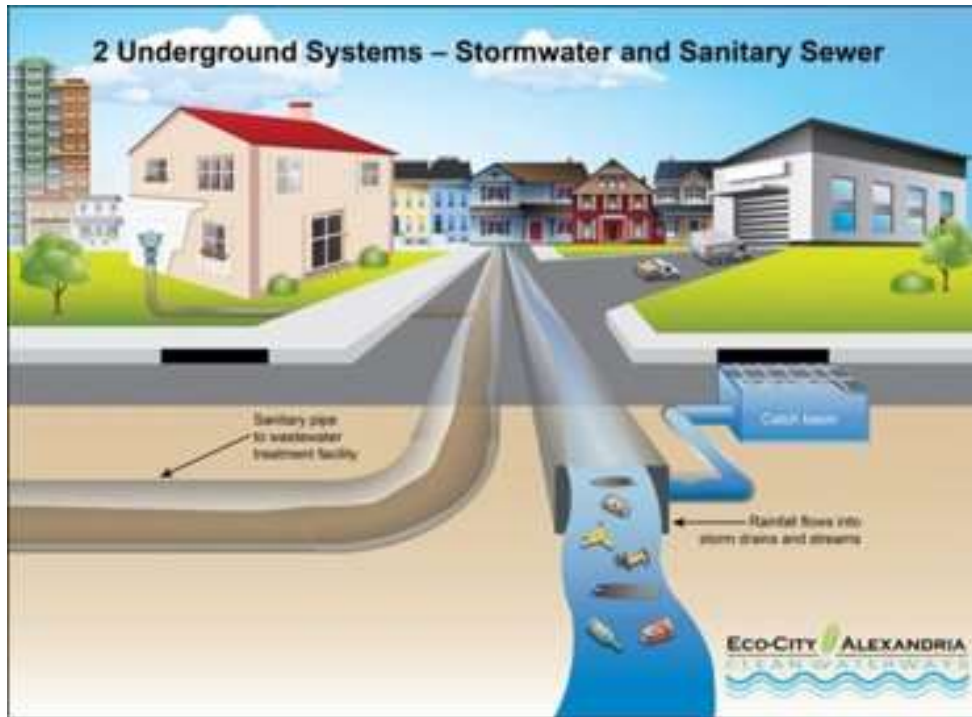 2 Underground Systems – Stormwater and Sanitary Sewer
Sanitary pipe
to wastewater
treatment facility
Catch basin
Rainfall flows into
storm drains and streams
ECO-CITY ALEXANDRIA
CLEAN WATERWAYS